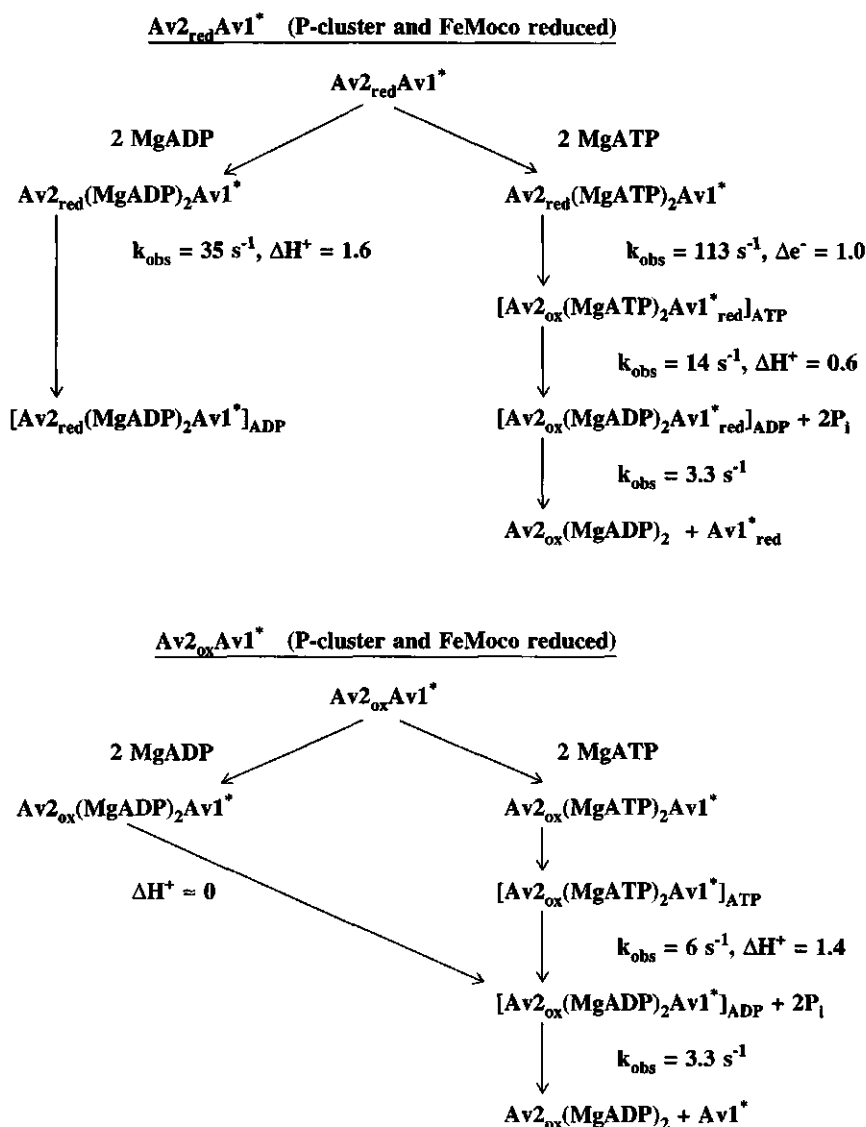 Av2red Av1* (P-cluster and FeMoco reduced)
Av2redAv1*
2 MgADP 2 MgATP
Av2red(MgADP)2Av1* Av2red(MgATP)2Av1*
kobs = 35 s-1, ΔH+ = 1.6 kobs = 113 s-1, Δe- = 1.0
[Av2ox(MgATP)2Av1*red]ATP
kobs = 14 s-1, ΔH+ = 0.6
[Av2red(MgADP)2Av1*]ADP [Av2ox(MgADP)2Av1*red]ADP + 2Pi
kobs = 3.3 s-1
Av2ox(MgADP)2 + Av1*red
Av2oxAv1* (P-cluster and FeMoco reduced)
Av2oxAv1*
2 MgADP 2 MgATP
Av2ox(MgADP)2Av1* Av2ox(MgATP)2Av1*
ΔH+ = 0 [Av2ox(MgATP)2Av1*]ATP
kobs = 6 s-1, ΔH+ = 1.4
[Av2ox(MgADP)2Av1*]ADP + 2Pi
kobs = 3.3 s-1
Av2ox(MgADP)2 + Av1*